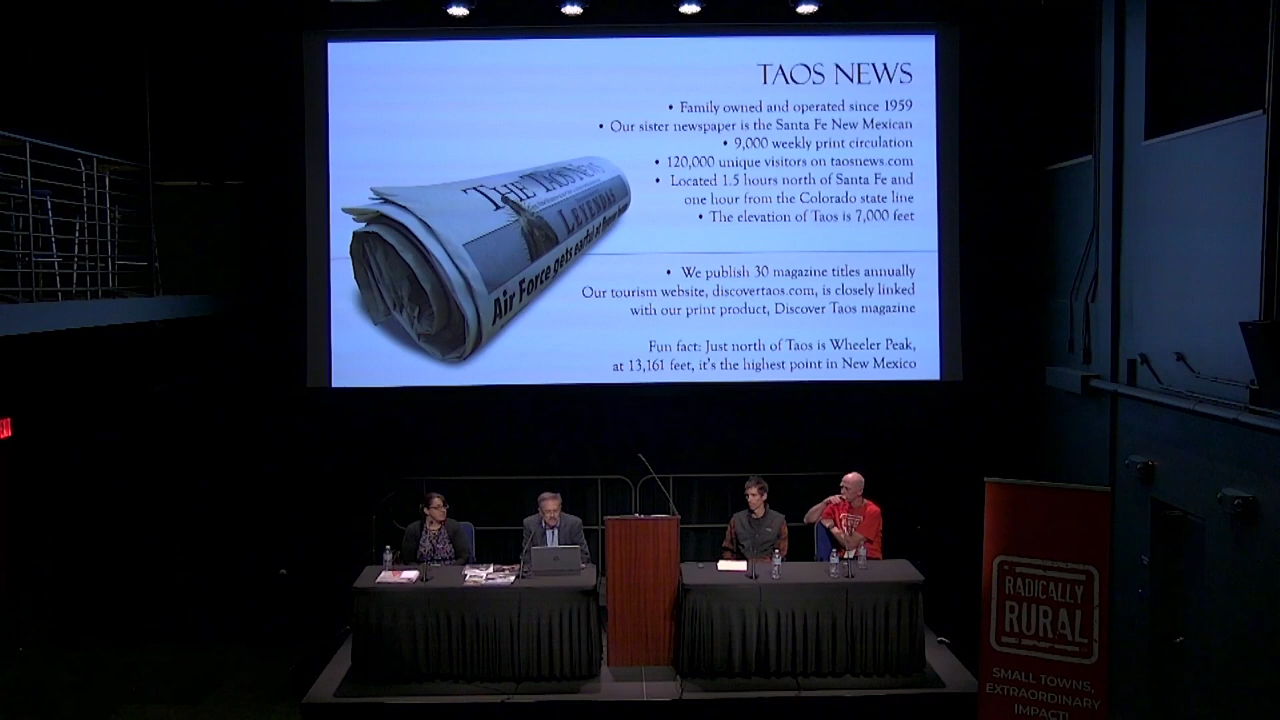 TAOS NEWS
• Family owned and operated since 1959
• Our sister newspaper is the Santa Fe New Mexican
• 9,000 weekly print circulation
• 120,000 unique visitors on taosnews.com
• Located 1.5 hours north of Santa Fe and
one hour from the Colorado state line
• The elevation of Taos is 7,000 feet
THE TAOS NEWS
LEYENDAS
Air Force gets earful at
• We publish 30 magazine titles annually
Our tourism website, discovertaos.com, is closely linked
with our print product, Discover Taos magazine
Fun fact: Just north of Taos is Wheeler Peak,
at 13,161 feet, it's the highest point in New Mexico
RADICALLY
RURAL
SMALL TOWNS,
EXTRAORDINARY
IMPACT!